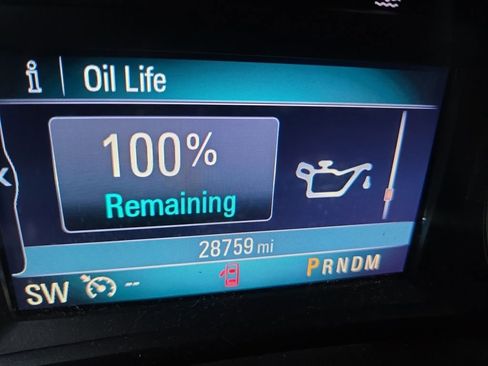 i Oil Life
100%
Remaining
28759 mi
SW -- PRNDM